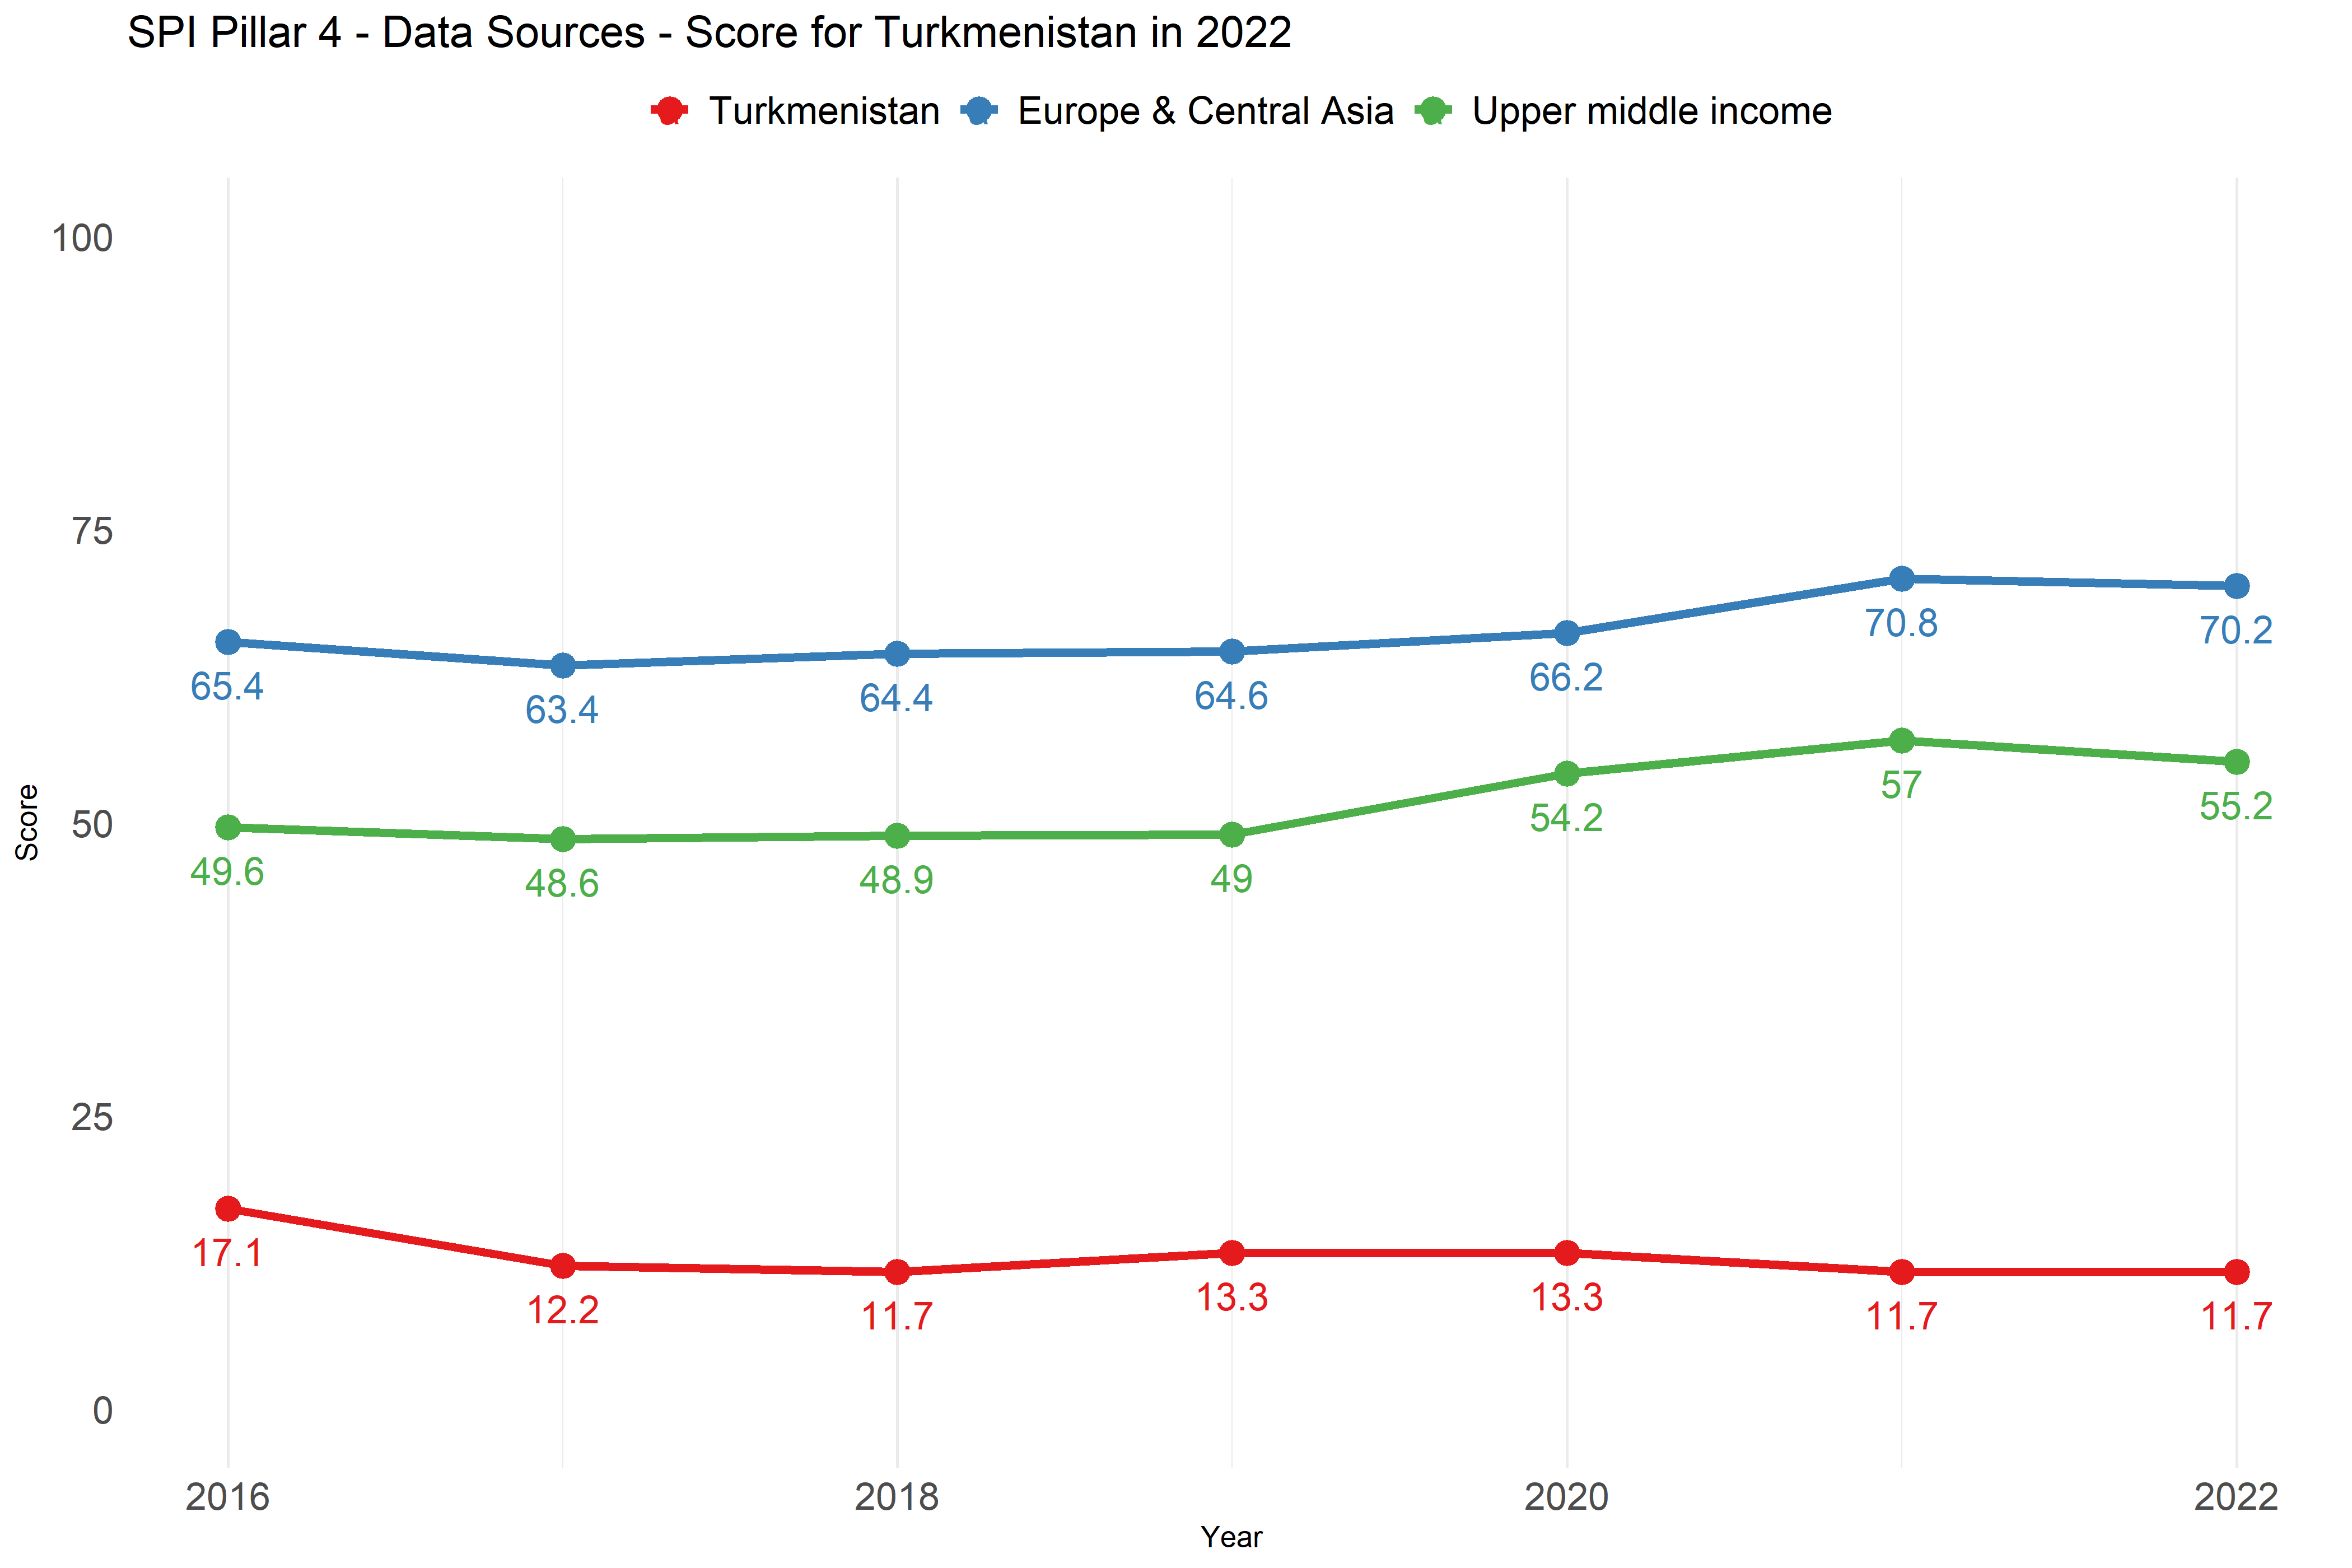 SPI Pillar 4 - Data Sources - Score for Turkmenistan in 2022
Turkmenistan Europe & Central Asia Upper middle income
100
75
50
25
0
Score
65.4 63.4 64.4 64.6 66.2 70.8 70.2
49.6 48.6 48.9 49 54.2 57 55.2
17.1 12.2 11.7 13.3 13.3 11.7 11.7
2016 2018 2020 2022
Year